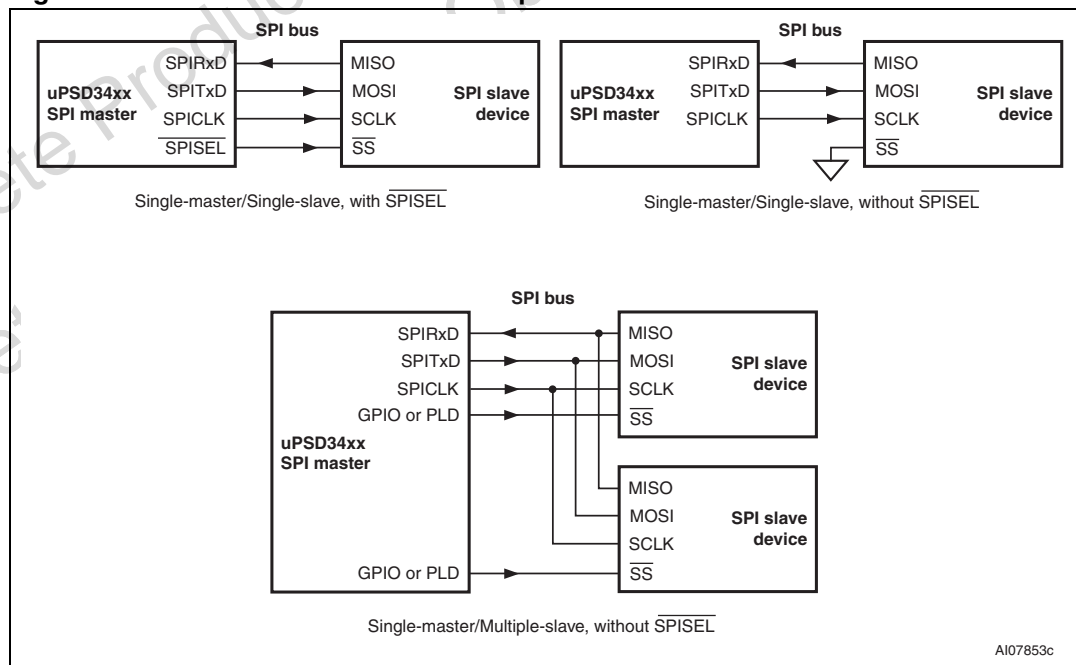 SPI bus
SPIRxD
SPITxD
SPICLK
SPISEL
uPSD34xx
SPI master
MISO
MOSI
SCLK
SS
SPI slave
device
Single-master/Single-slave, with SPISEL
SPI bus
SPIRxD
SPITxD
SPICLK
uPSD34xx
SPI master
MISO
MOSI
SCLK
SS
SPI slave
device
Single-master/Single-slave, without SPISEL
SPI bus
SPIRxD
SPITxD
SPICLK
GPIO or PLD
uPSD34xx
SPI master
GPIO or PLD
MISO
MOSI
SCLK
SS
SPI slave
device
MISO
MOSI
SCLK
SS
SPI slave
device
Single-master/Multiple-slave, without SPISEL
AI07853c